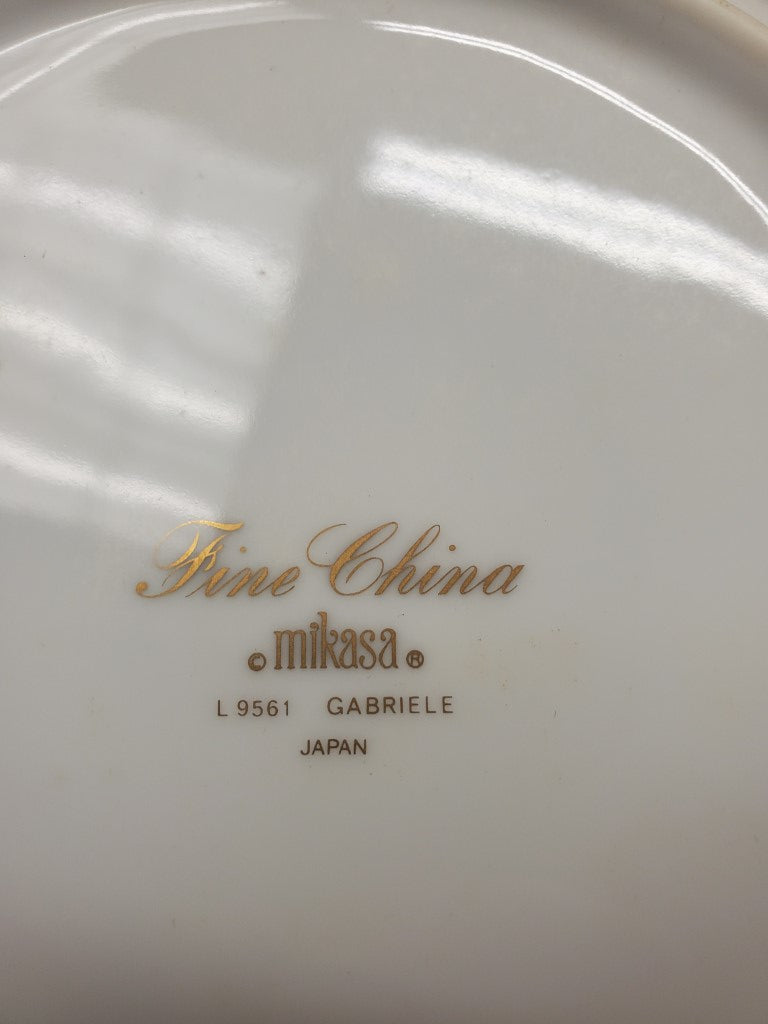 Fine China
© mikasa ®
L 9561 GABRIELE
JAPAN